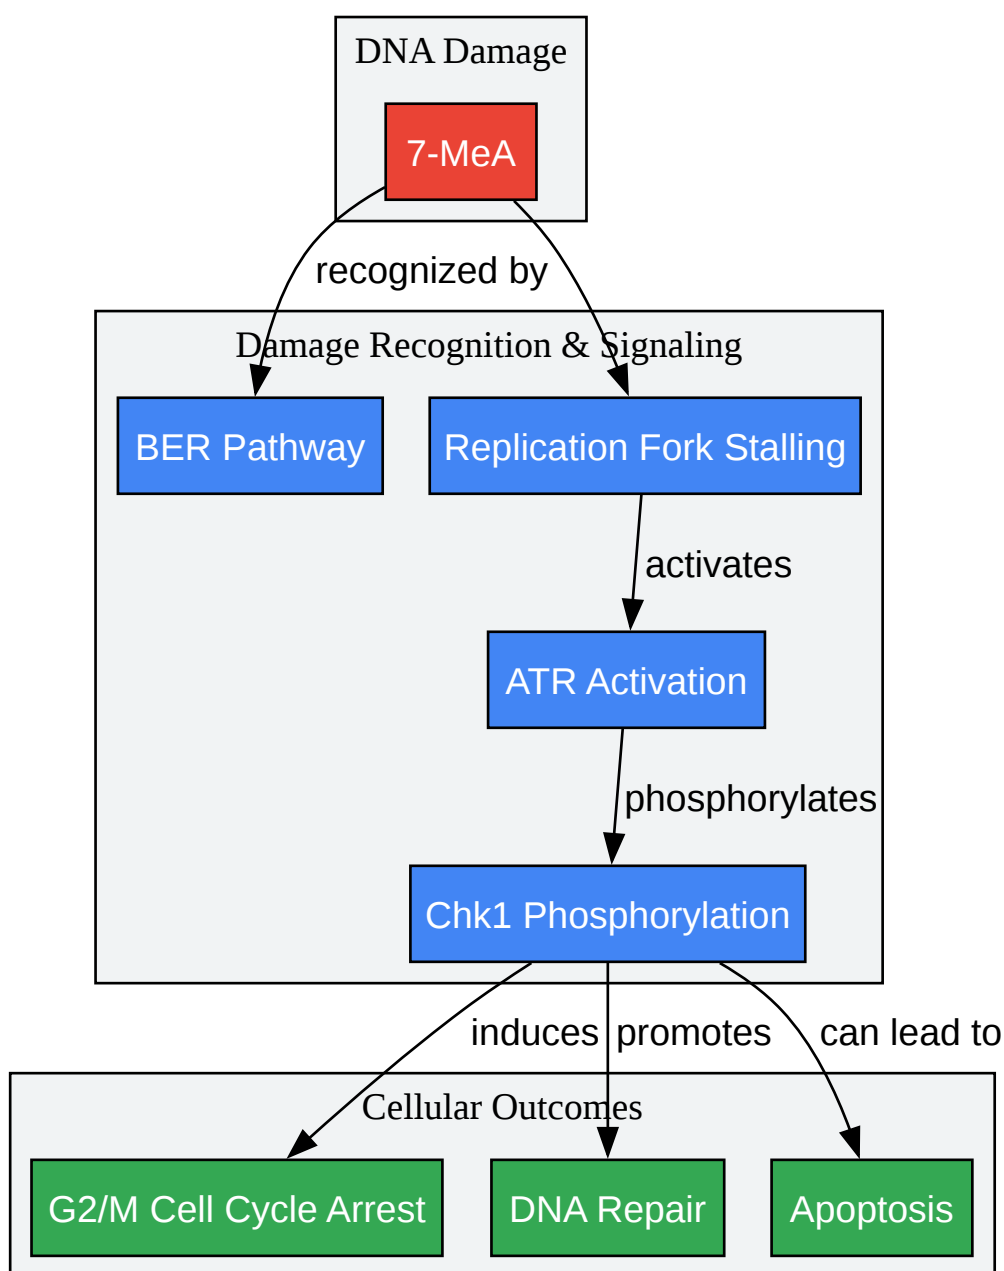 DNA Damage
7-MeA
recognized by
Damage Recognition & Signaling
BER Pathway
Replication Fork Stalling
activates
ATR Activation
phosphorylates
Chk1 Phosphorylation
induces
promotes
can lead to
Cellular Outcomes
G2/M Cell Cycle Arrest
DNA Repair
Apoptosis